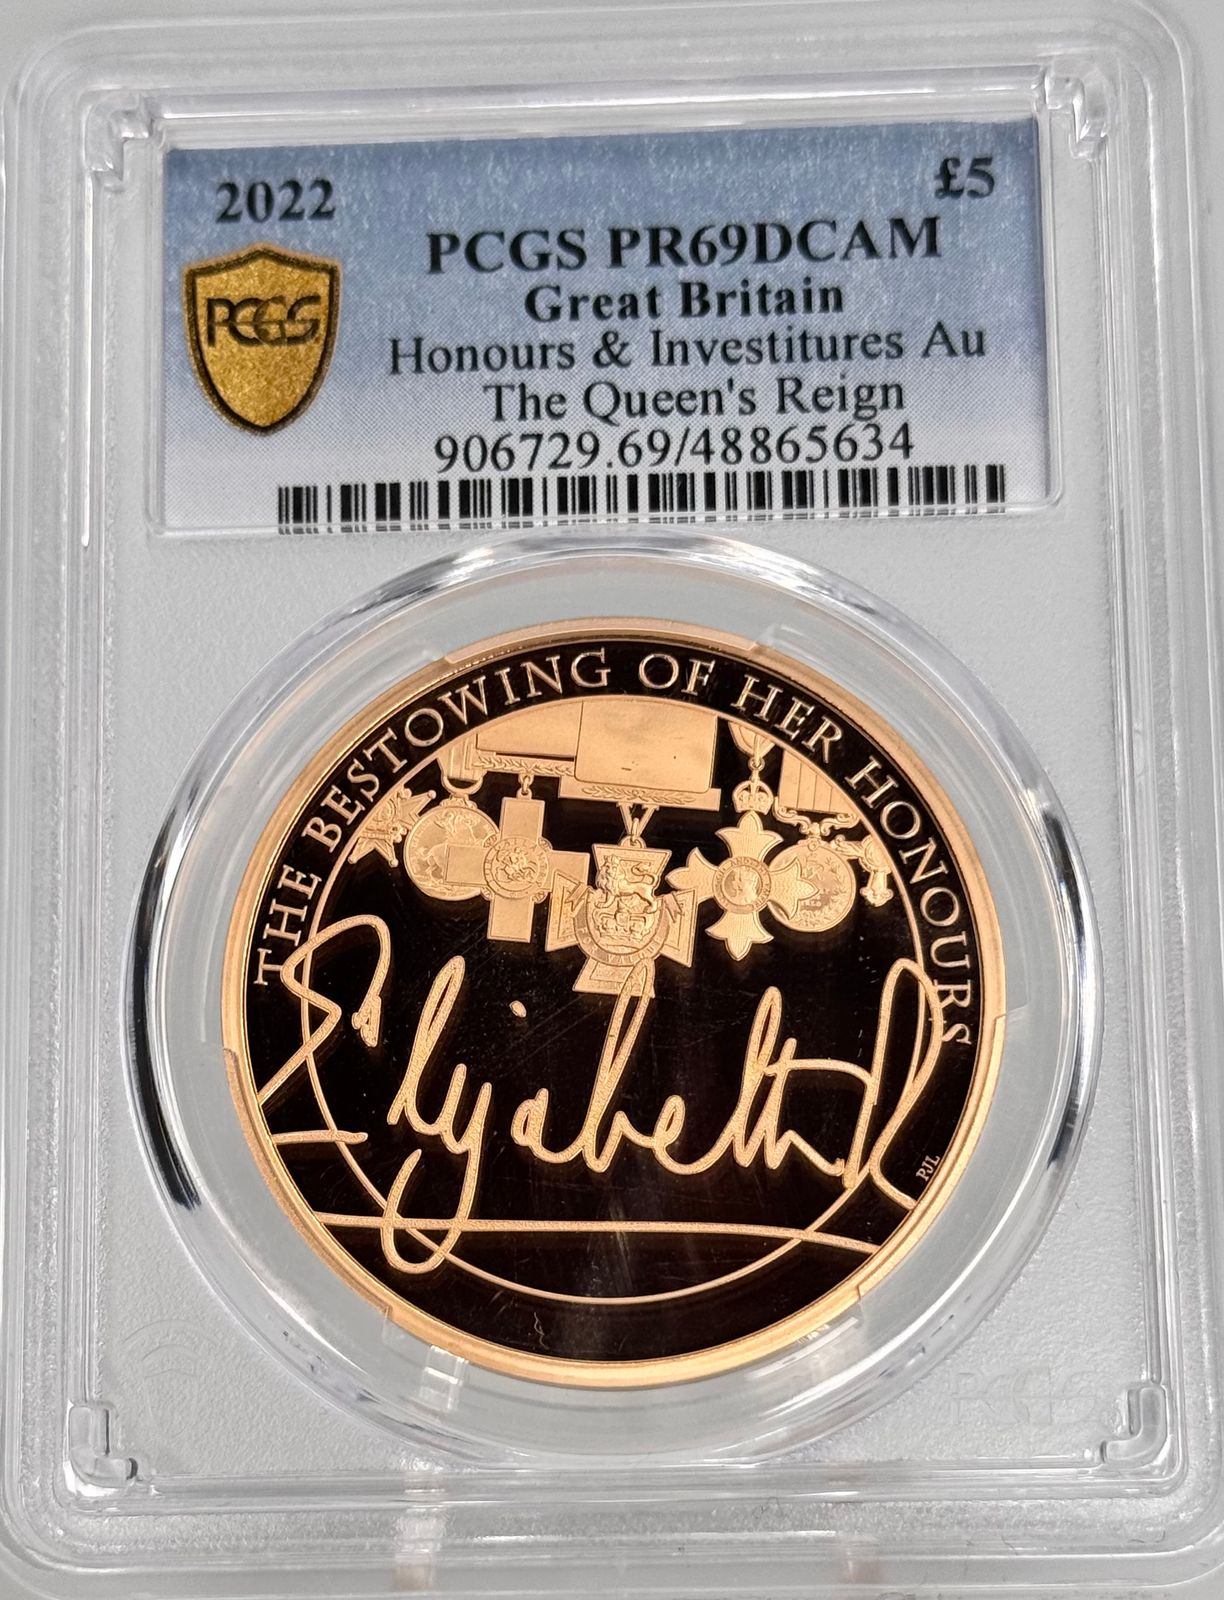 2022
£5
PCGS PR69DCAM
PCGS
Great Britain
Honours & Investitures Au
The Queen's Reign
906729.69/48865634
THE BESTOWING OF HER HONOURS
Elizabeth R
PJL
PCGS